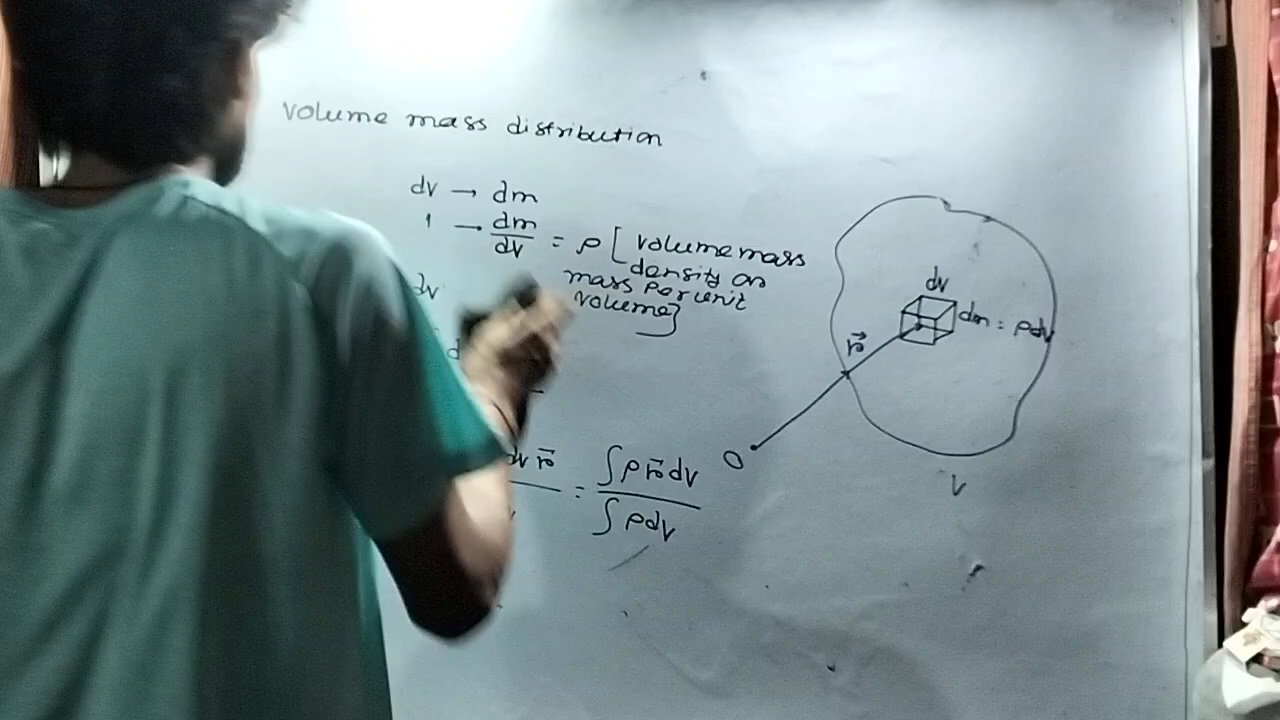 volume mass distribution
dv → dm
1 → dm/dv = ρ [volume mass
density or
mass per unit
volume]
dv
d
dv r⃗ = ∫ρ r⃗ dv / ∫ρdv
dv
dm = ρdv
r⃗
O
V